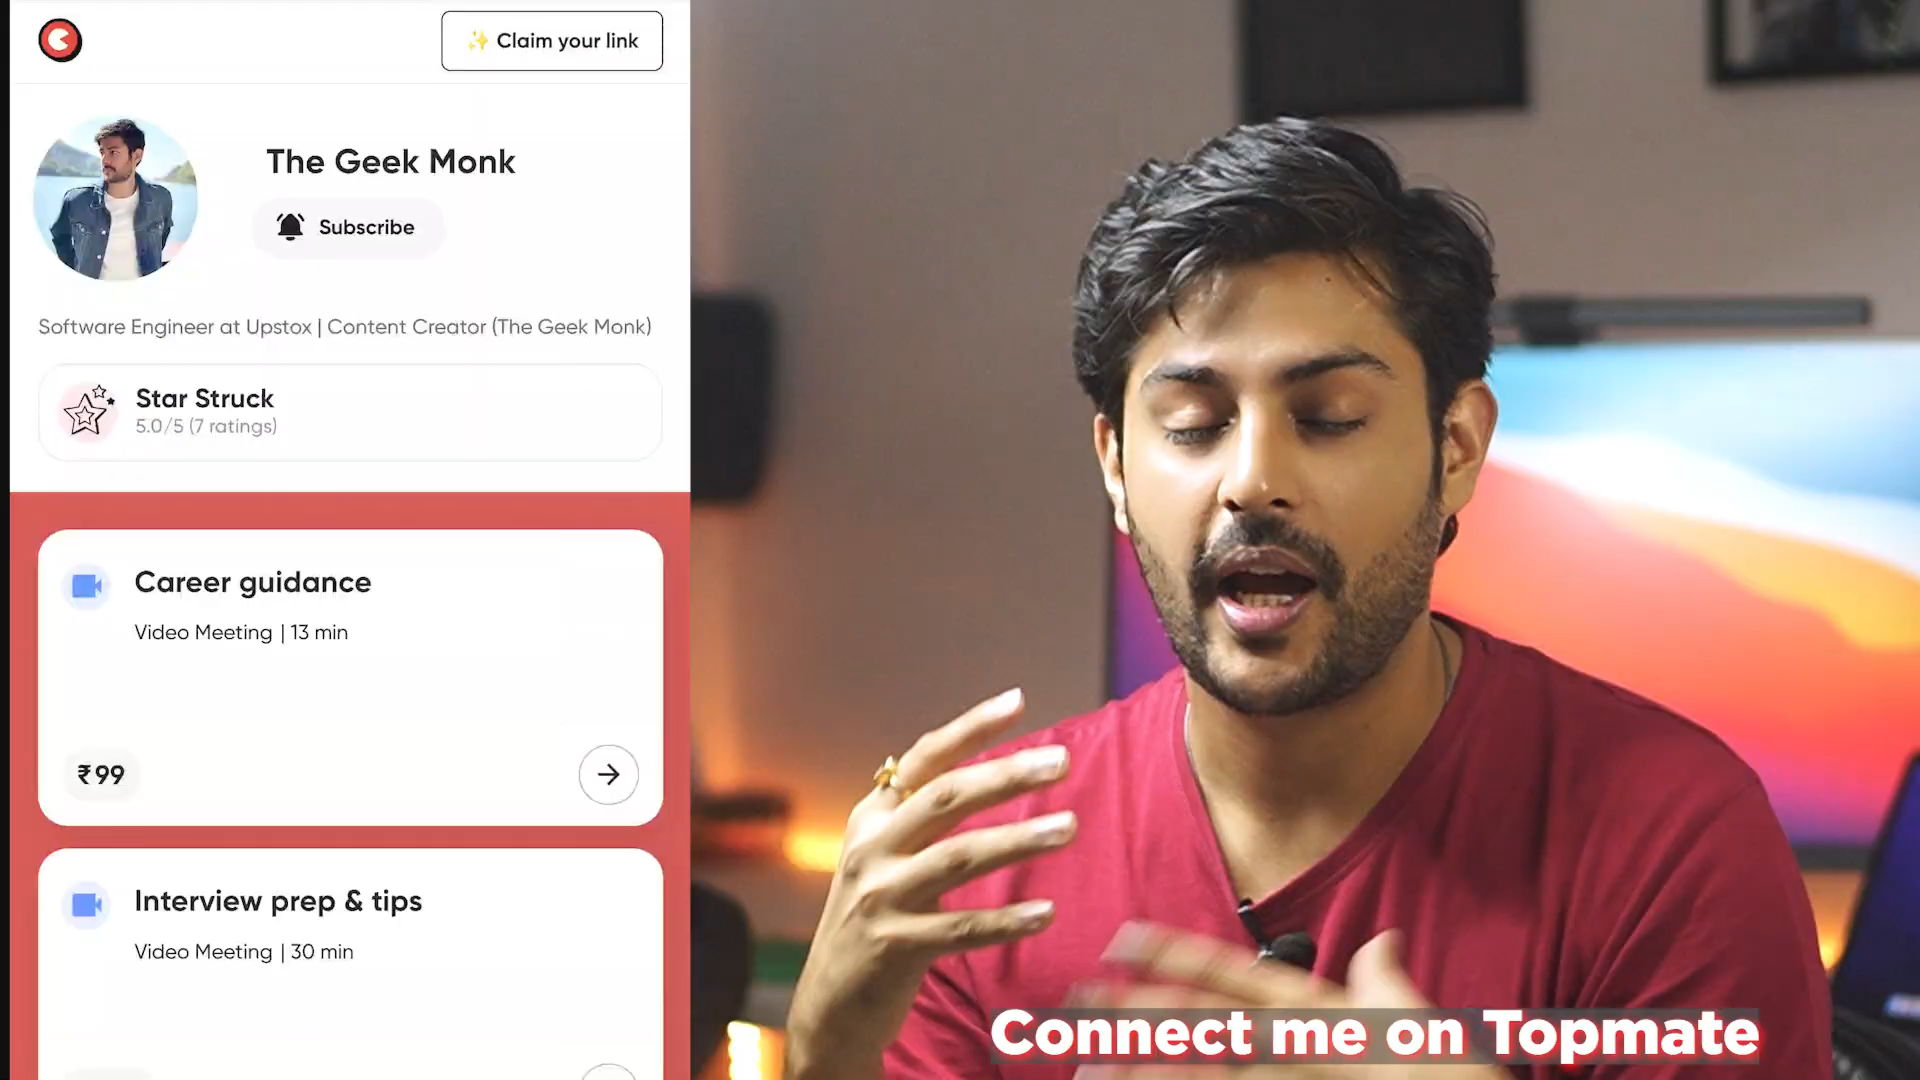 ✨ Claim your link
The Geek Monk
Subscribe
Software Engineer at Upstox | Content Creator (The Geek Monk)
Star Struck
5.0/5 (7 ratings)
Career guidance
Video Meeting | 13 min
₹99
Interview prep & tips
Video Meeting | 30 min
Connect me on Topmate